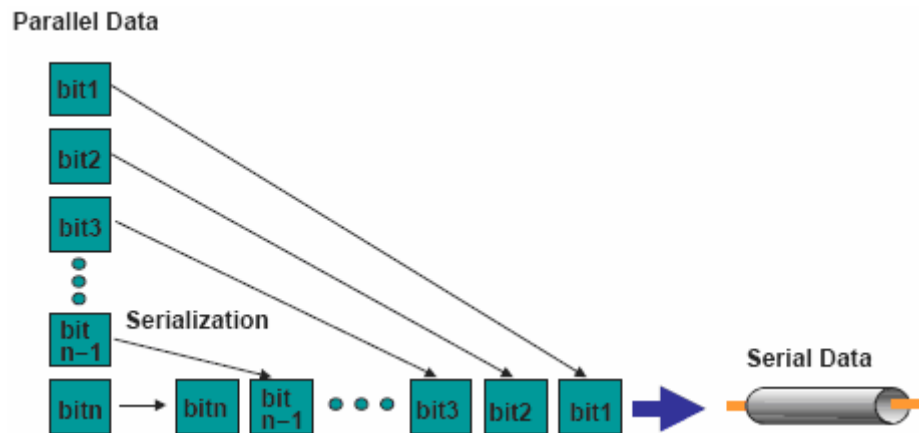 Parallel Data
bit1
bit2
bit3
bit
n-1
Serialization
bitn
bitn
bit
n-1
bit3
bit2
bit1
Serial Data